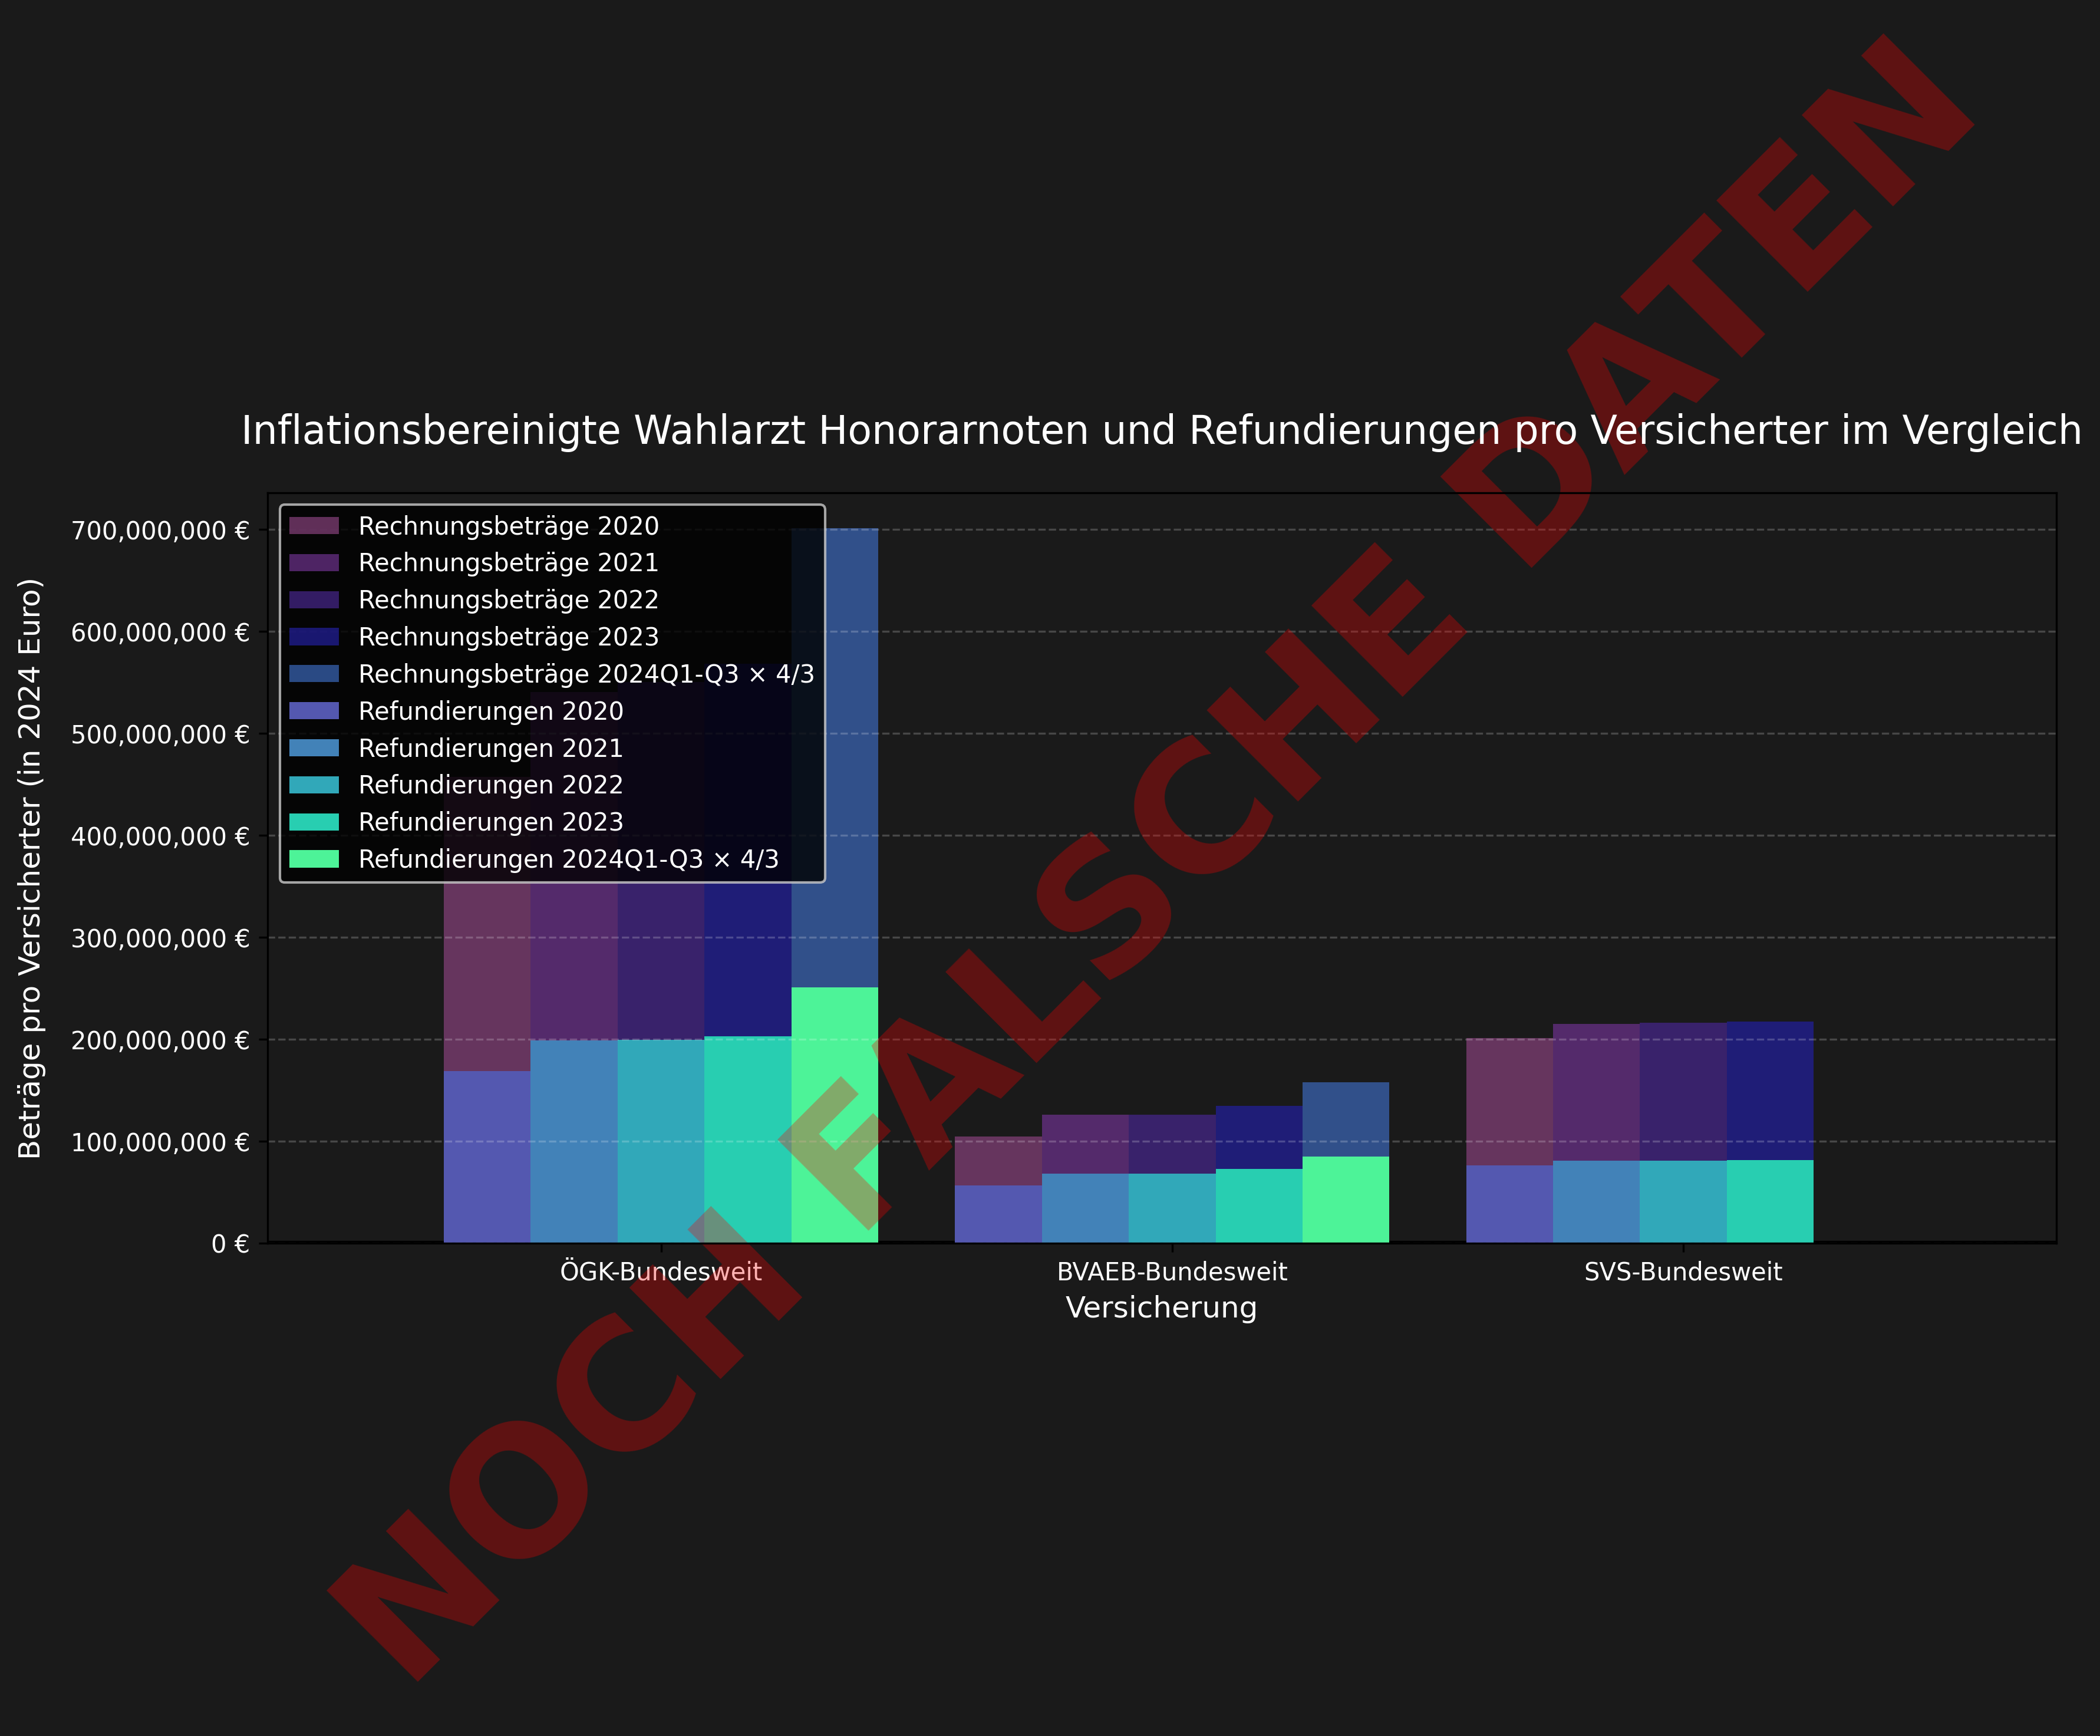 Inflationsbereinigte Wahlarzt Honorarnoten und Refundierungen pro Versicherter im Vergleich
Beträge pro Versicherter (in 2024 Euro)
700,000,000 €
600,000,000 €
500,000,000 €
400,000,000 €
300,000,000 €
200,000,000 €
100,000,000 €
0 €
Rechnungsbeträge 2020
Rechnungsbeträge 2021
Rechnungsbeträge 2022
Rechnungsbeträge 2023
Rechnungsbeträge 2024Q1-Q3 × 4/3
Refundierungen 2020
Refundierungen 2021
Refundierungen 2022
Refundierungen 2023
Refundierungen 2024Q1-Q3 × 4/3
ÖGK-Bundesweit
BVAEB-Bundesweit
SVS-Bundesweit
Versicherung
NOCH FALSCHE DATEN